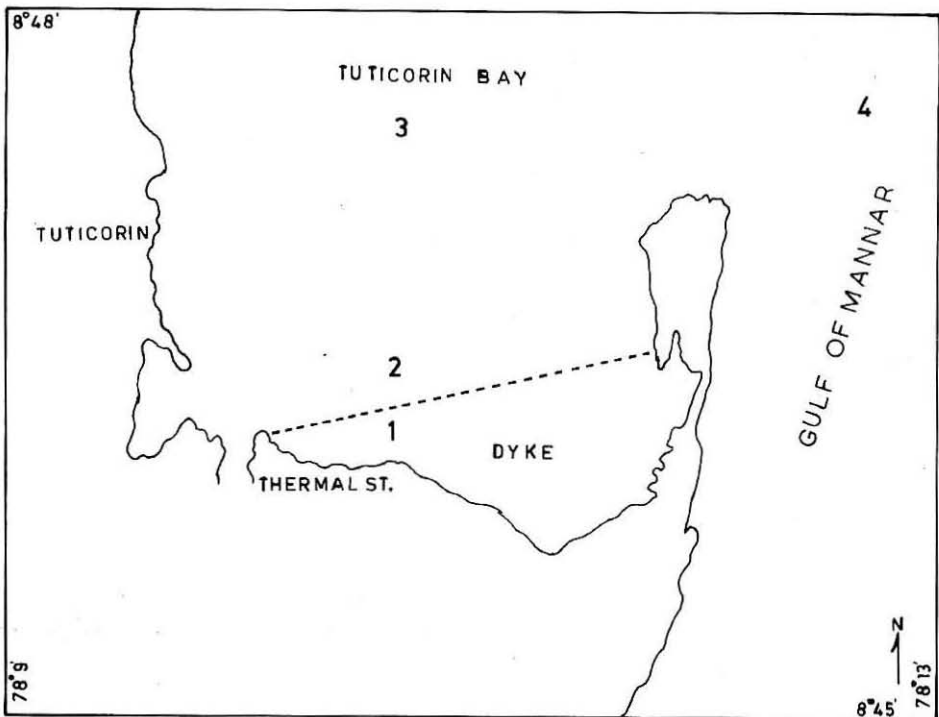 8°48'
TUTICORIN BAY
4
3
TUTICORIN
GULF OF MANNAR
2
1
DYKE
THERMAL ST.
N
78°9'
78°13'
8°45'